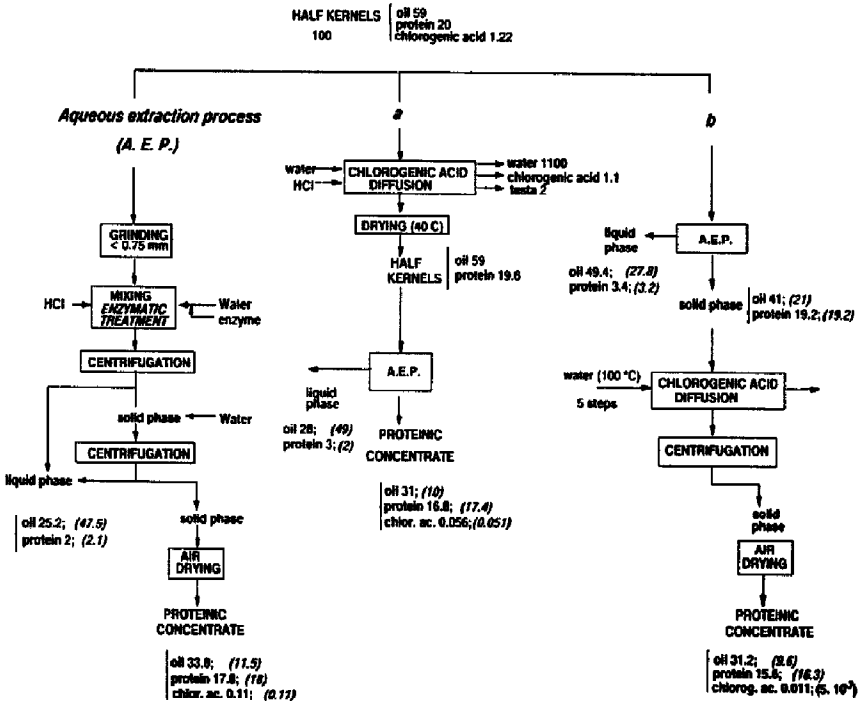 HALF KERNELS
100
oil 59
protein 20
chlorogenic acid 1.22
Aqueous extraction process
(A. E. P.)
GRINDING
< 0.75 mm
HCl
MIXING
ENZYMATIC
TREATMENT
Water
enzyme
CENTRIFUGATION
solid phase
Water
CENTRIFUGATION
liquid phase
oil 25.2; (47.5)
protein 2; (2.1)
solid phase
AIR
DRYING
PROTEINIC
CONCENTRATE
oil 33.8; (11.5)
protein 17.8; (18)
chlor. ac. 0.11; (0.11)
a
water
HCl
CHLOROGENIC ACID
DIFFUSION
water 1100
chlorogenic acid 1.1
testa 2
DRYING (40 C)
HALF
KERNELS
oil 59
protein 19.6
A.E.P.
liquid
phase
oil 28; (49)
protein 3; (2)
PROTEINIC
CONCENTRATE
oil 31; (10)
protein 16.8; (17.4)
chlor. ac. 0.056; (0.051)
b
liquid
phase
A.E.P.
oil 49.4; (27.8)
protein 3.4; (3.2)
solid phase
oil 41; (21)
protein 19.2; (19.2)
water (100 °C)
5 steps
CHLOROGENIC ACID
DIFFUSION
CENTRIFUGATION
solid
phase
AIR
DRYING
PROTEINIC
CONCENTRATE
oil 31.2; (9.6)
protein 15.6; (16.3)
chlorog. ac. 0.011; (5. 10⁻³)